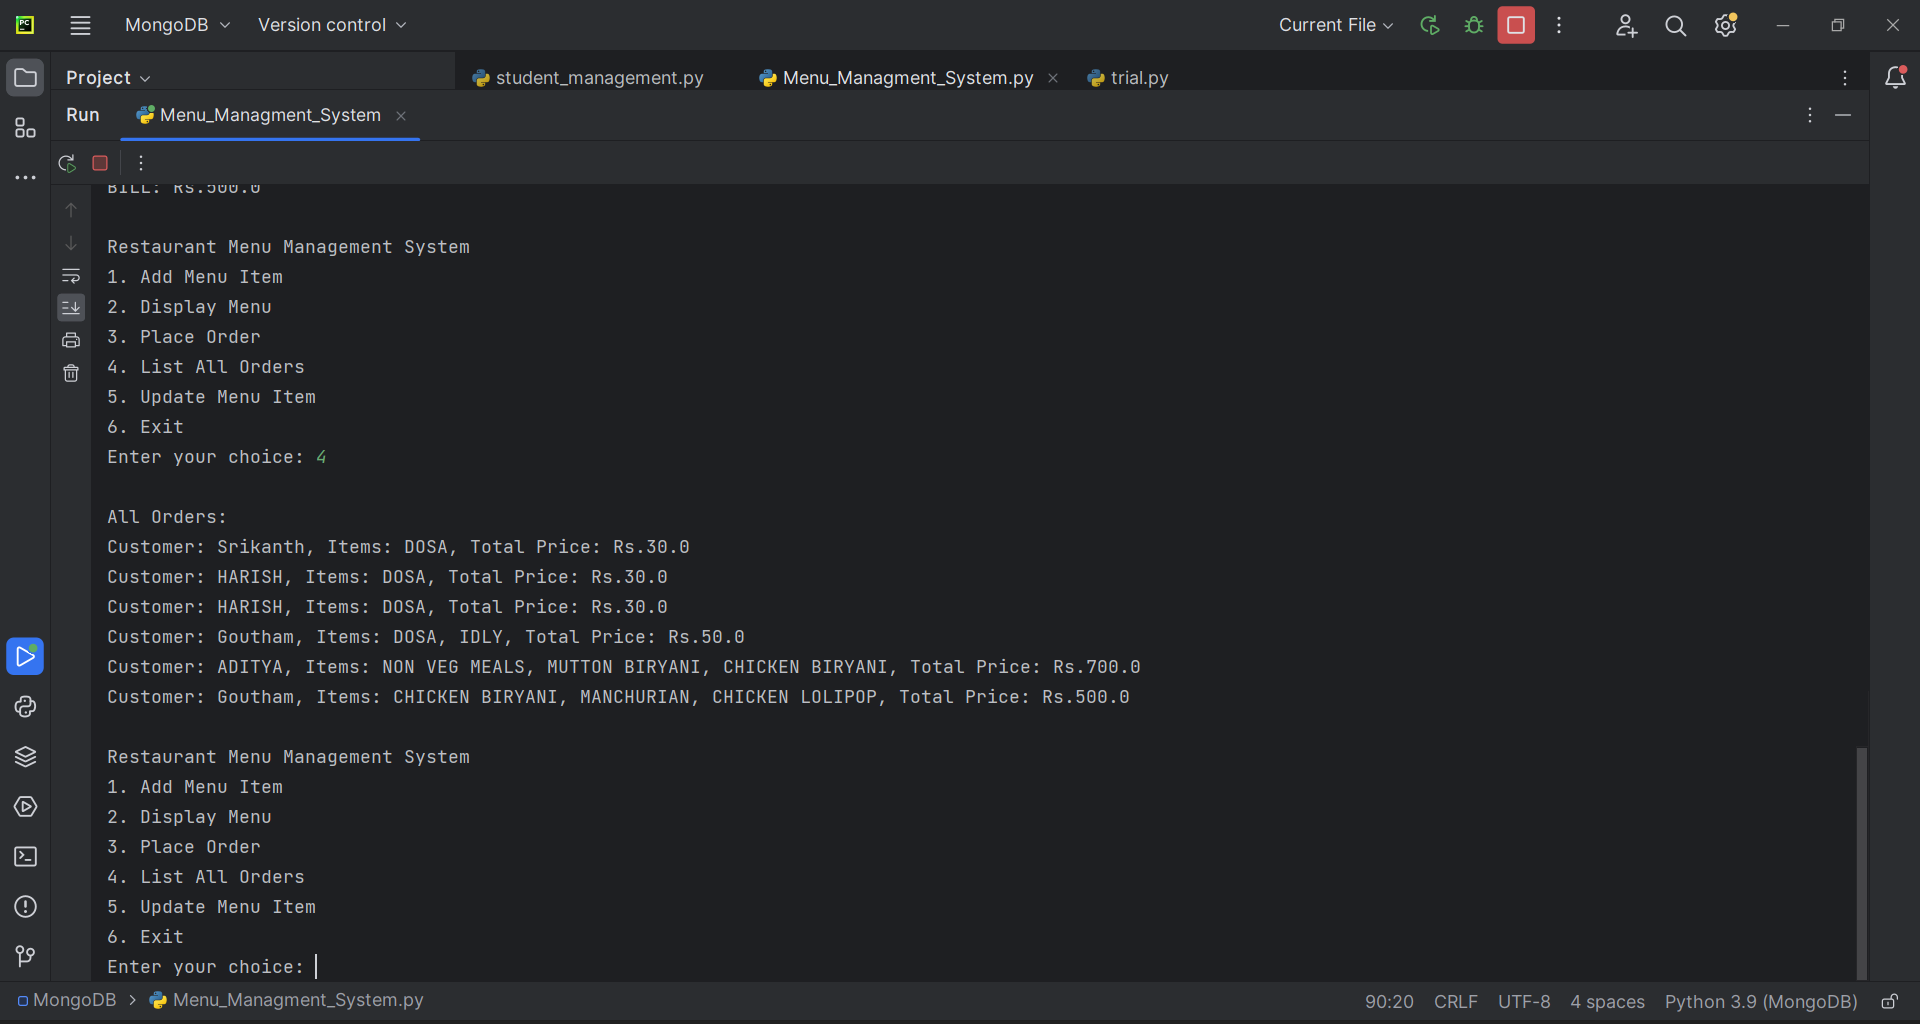 PC
MongoDB
Version control
Current File
Project
student_management.py
Menu_Managment_System.py
trial.py
Run
Menu_Managment_System
BILL: Rs.500.0
Restaurant Menu Management System
1. Add Menu Item
2. Display Menu
3. Place Order
4. List All Orders
5. Update Menu Item
6. Exit
Enter your choice: 4
All Orders:
Customer: Srikanth, Items: DOSA, Total Price: Rs.30.0
Customer: HARISH, Items: DOSA, Total Price: Rs.30.0
Customer: HARISH, Items: DOSA, Total Price: Rs.30.0
Customer: Goutham, Items: DOSA, IDLY, Total Price: Rs.50.0
Customer: ADITYA, Items: NON VEG MEALS, MUTTON BIRYANI, CHICKEN BIRYANI, Total Price: Rs.700.0
Customer: Goutham, Items: CHICKEN BIRYANI, MANCHURIAN, CHICKEN LOLIPOP, Total Price: Rs.500.0
Restaurant Menu Management System
1. Add Menu Item
2. Display Menu
3. Place Order
4. List All Orders
5. Update Menu Item
6. Exit
Enter your choice:
MongoDB > Menu_Managment_System.py
90:20 CRLF UTF-8 4 spaces Python 3.9 (MongoDB)